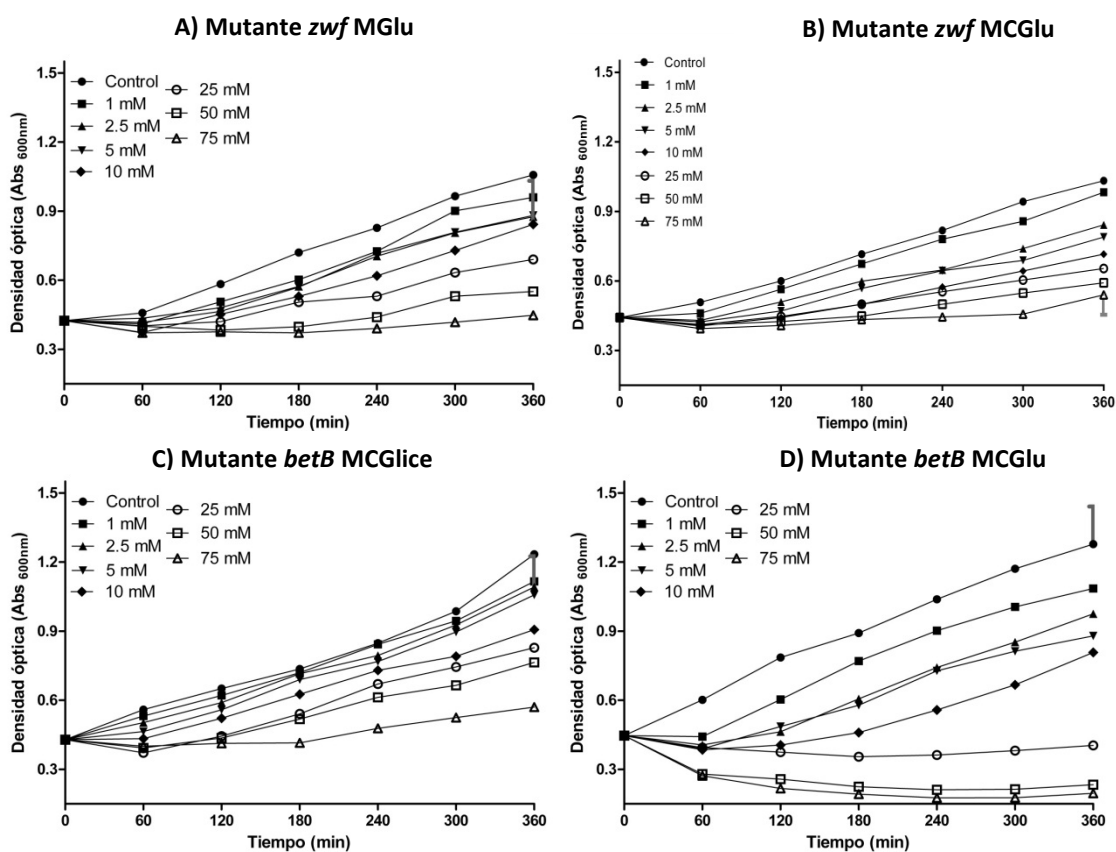 A) Mutante zwf MGlu
Control
1 mM
2.5 mM
5 mM
10 mM
25 mM
50 mM
75 mM
Densidad óptica (Abs 600nm)
1.5
1.2
0.9
0.6
0.3
0 60 120 180 240 300 360
Tiempo (min)
B) Mutante zwf MCGlu
Control
1 mM
2.5 mM
5 mM
10 mM
25 mM
50 mM
75 mM
Densidad óptica (Abs 600nm)
1.5
1.2
0.9
0.6
0.3
0 60 120 180 240 300 360
Tiempo (min)
C) Mutante betB MCGlice
Control
1 mM
2.5 mM
5 mM
10 mM
25 mM
50 mM
75 mM
Densidad óptica (Abs 600nm)
1.5
1.2
0.9
0.6
0.3
0 60 120 180 240 300 360
Tiempo (min)
D) Mutante betB MCGlu
Control
1 mM
2.5 mM
5 mM
10 mM
25 mM
50 mM
75 mM
Densidad óptica (Abs 600nm)
1.5
1.2
0.9
0.6
0.3
0 60 120 180 240 300 360
Tiempo (min)